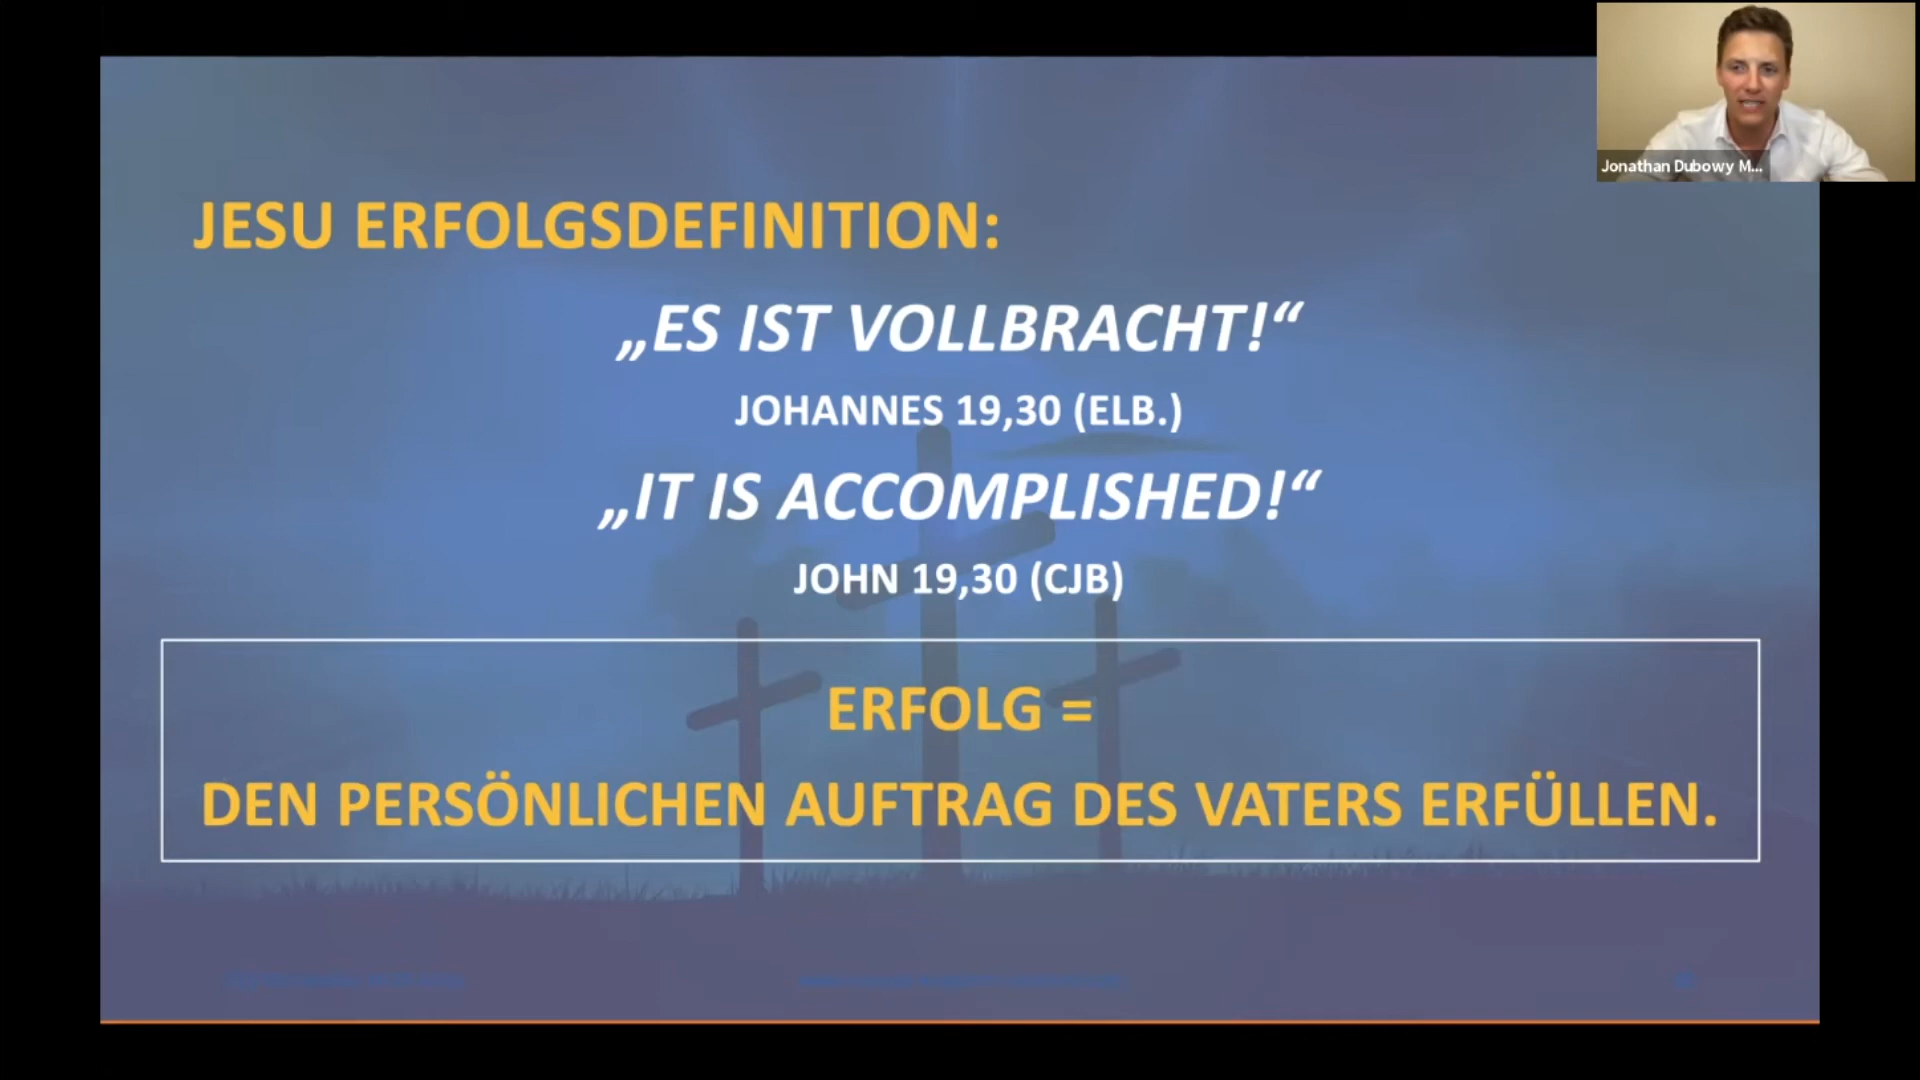 Jonathan Dubowy M...
JESU ERFOLGSDEFINITION:
„ES IST VOLLBRACHT!“
JOHANNES 19,30 (ELB.)
„IT IS ACCOMPLISHED!“
JOHN 19,30 (CJB)
ERFOLG =
DEN PERSÖNLICHEN AUFTRAG DES VATERS ERFÜLLEN.